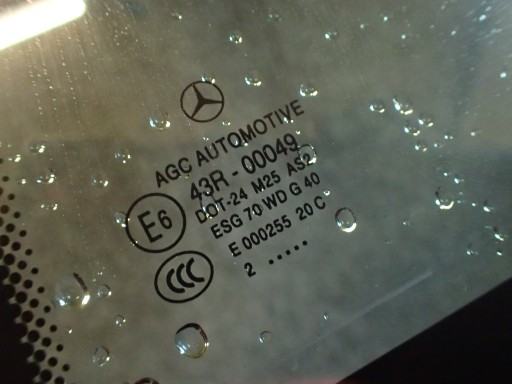 AGC AUTOMOTIVE
43R - 00049
DOT-24 M25 AS2
E6
ESG 70 WD G 40
E 000255 20 C
CCC
2 .....